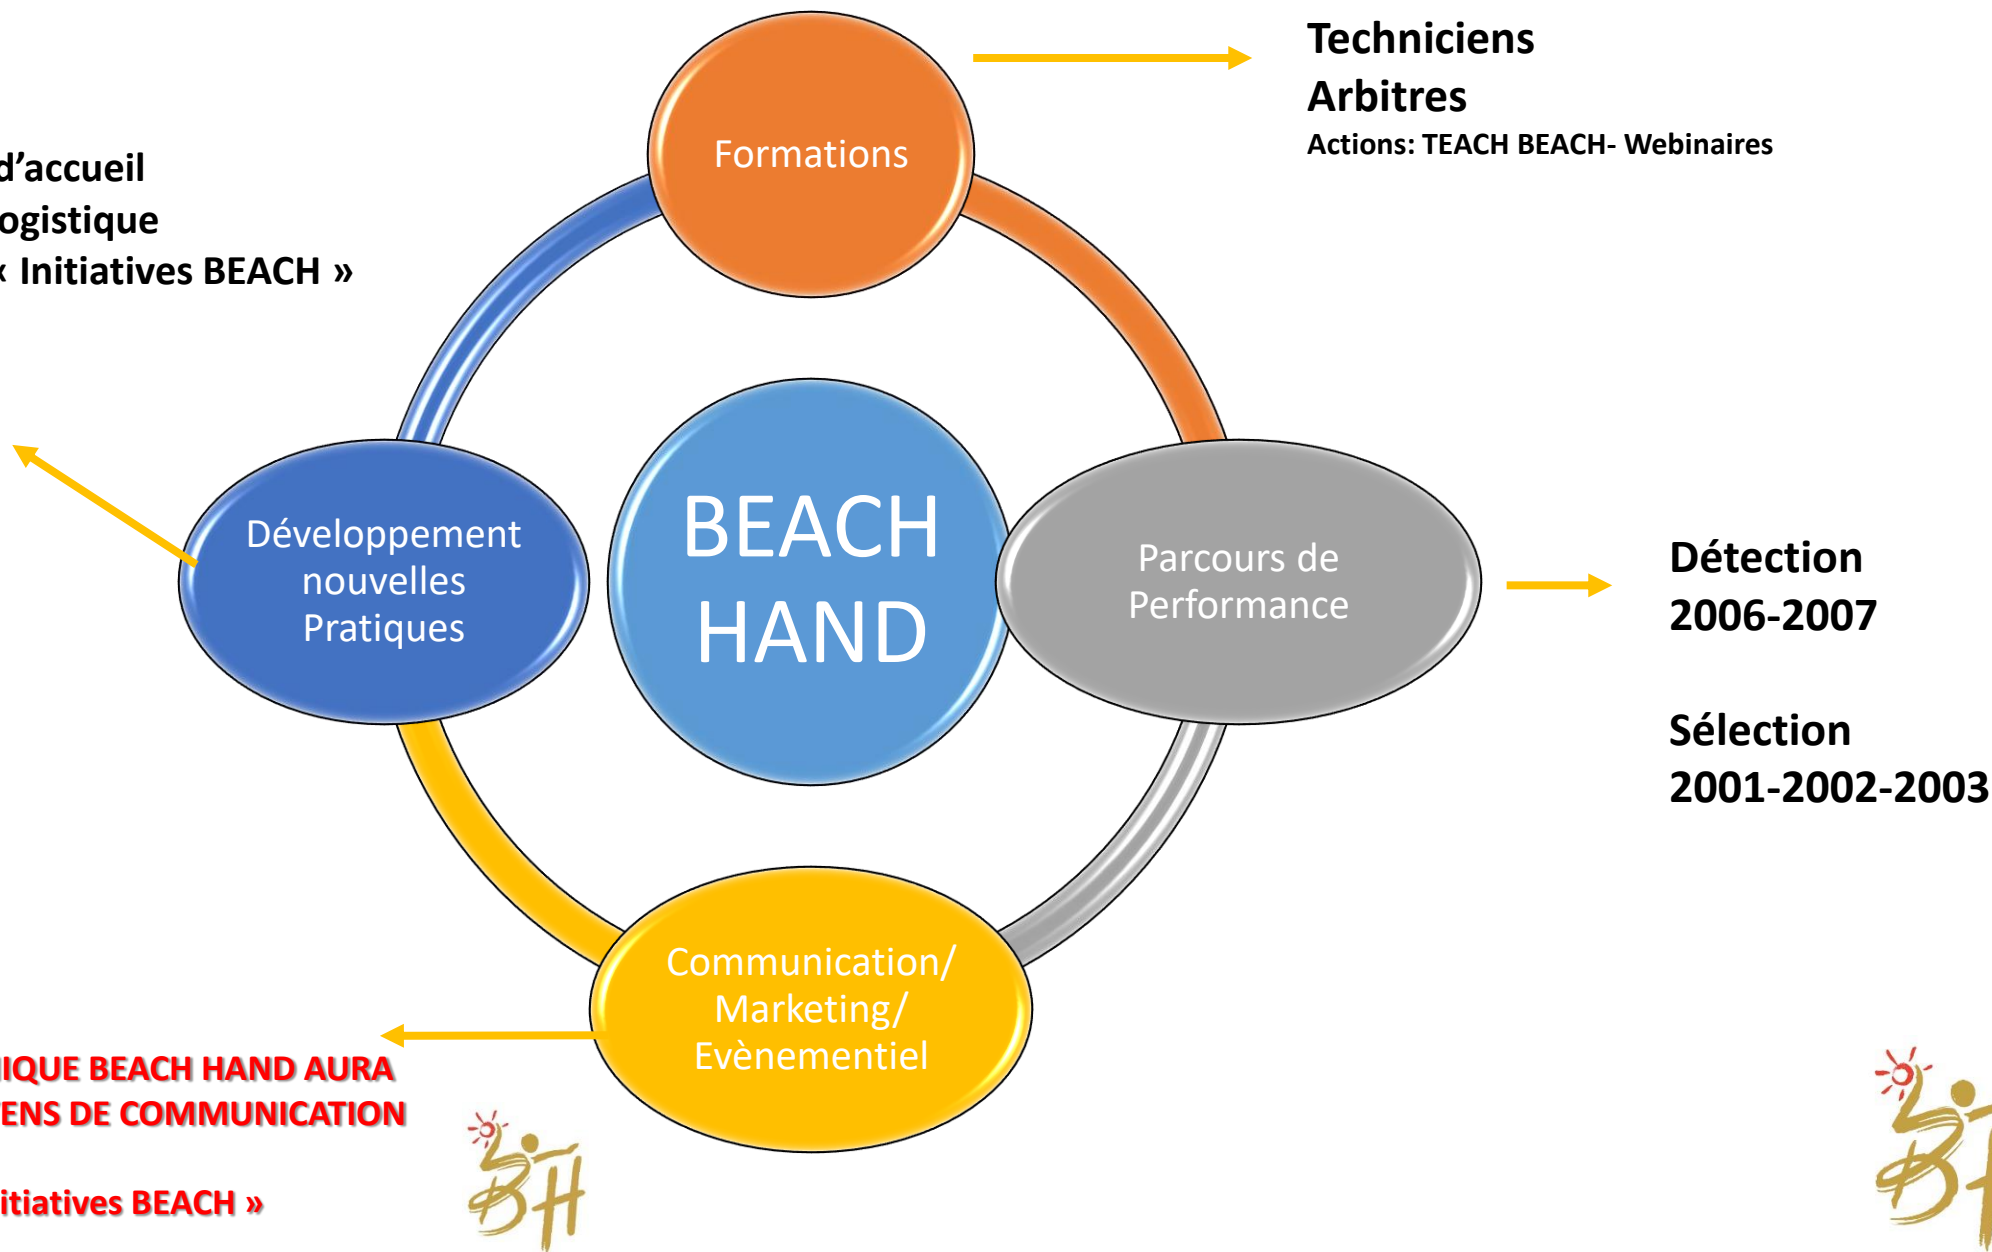 Techniciens
Arbitres
Actions: TEACH BEACH- Webinaires
Formations
d’accueil
ogistique
« Initiatives BEACH »
Développement
nouvelles
Pratiques
BEACH
HAND
Parcours de
Performance
Détection
2006-2007
Sélection
2001-2002-2003
Communication/
Marketing/
Evènementiel
IQUE BEACH HAND AURA
ENS DE COMMUNICATION
itiatives BEACH »
BH